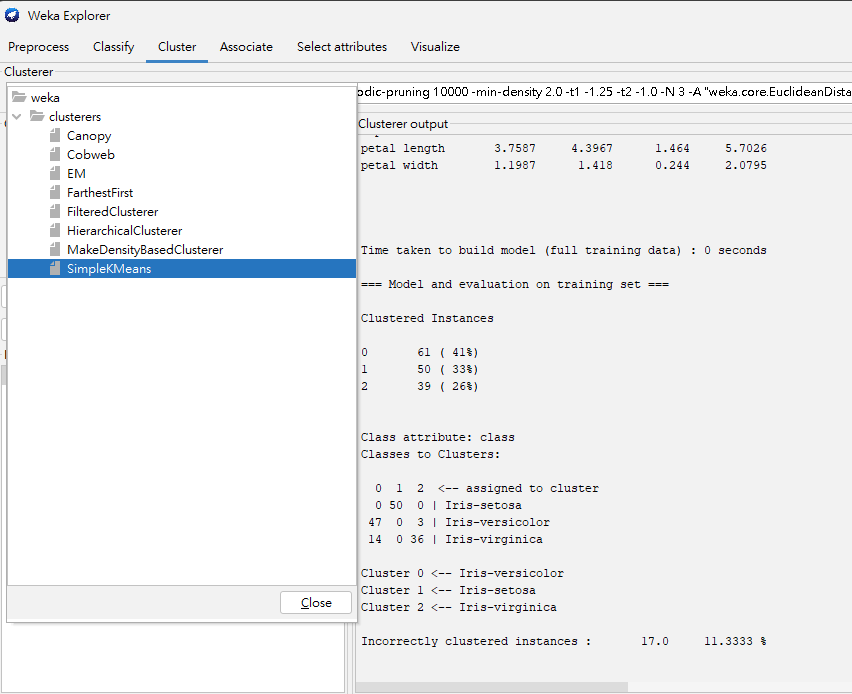 Weka Explorer
Preprocess Classify Cluster Associate Select attributes Visualize
Clusterer
weka
clusterers
Canopy
Cobweb
EM
FarthestFirst
FilteredClusterer
HierarchicalClusterer
MakeDensityBasedClusterer
SimpleKMeans
Close
odic-pruning 10000 -min-density 2.0 -t1 -1.25 -t2 -1.0 -N 3 -A "weka.core.EuclideanDista
Clusterer output
petal length 3.7587 4.3967 1.464 5.7026
petal width 1.1987 1.418 0.244 2.0795
Time taken to build model (full training data) : 0 seconds
=== Model and evaluation on training set ===
Clustered Instances
0 61 ( 41%)
1 50 ( 33%)
2 39 ( 26%)
Class attribute: class
Classes to Clusters:
0 1 2 <-- assigned to cluster
0 50 0 | Iris-setosa
47 0 3 | Iris-versicolor
14 0 36 | Iris-virginica
Cluster 0 <-- Iris-versicolor
Cluster 1 <-- Iris-setosa
Cluster 2 <-- Iris-virginica
Incorrectly clustered instances : 17.0 11.3333 %